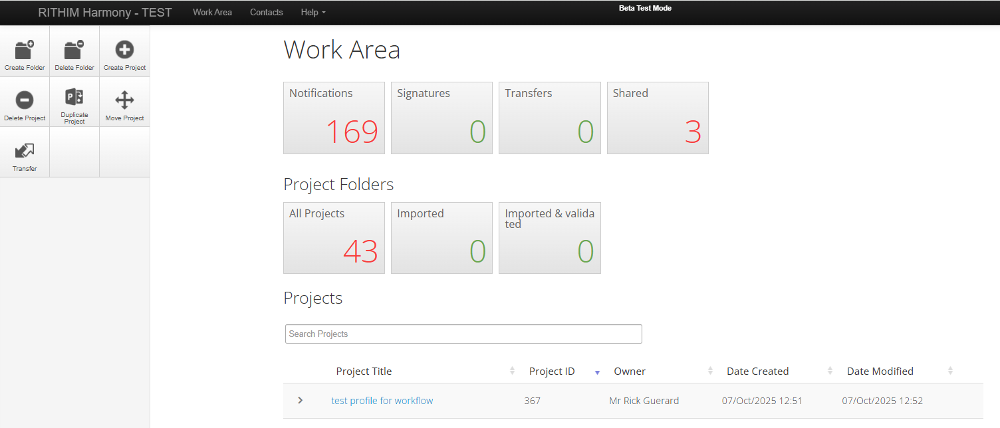 RITHIM Harmony - TEST Work Area Contacts Help Beta Test Mode
Create Folder Delete Folder Create Project
Delete Project Duplicate Project Move Project
Transfer
Work Area
Notifications Signatures Transfers Shared
169 0 0 3
Project Folders
All Projects Imported Imported & valida
ted
43 0 0
Projects
Search Projects
Project Title Project ID Owner Date Created Date Modified
test profile for workflow 367 Mr Rick Guerard 07/Oct/2025 12:51 07/Oct/2025 12:52